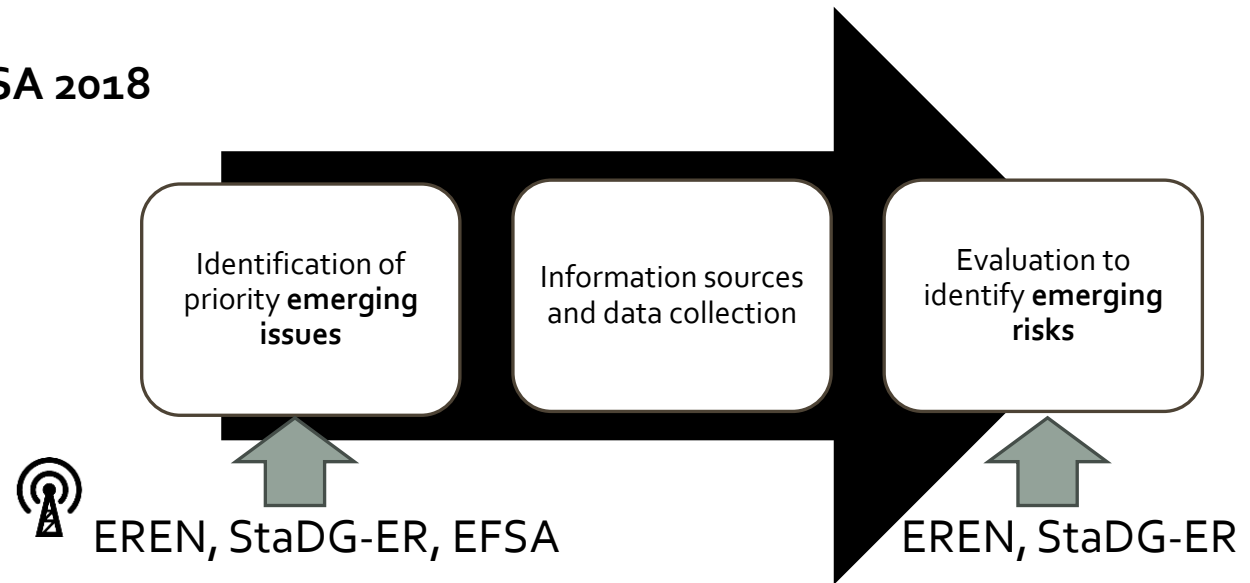 SA 2018
Identification of
priority emerging
issues
Information sources
and data collection
Evaluation to
identify emerging
risks
EREN, StaDG-ER, EFSA
EREN, StaDG-ER